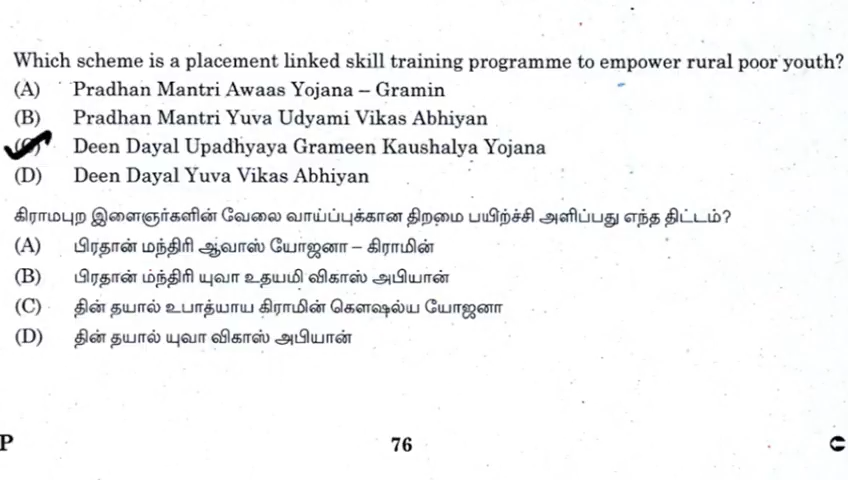 Which scheme is a placement linked skill training programme to empower rural poor youth?
(A) Pradhan Mantri Awaas Yojana – Gramin
(B) Pradhan Mantri Yuva Udyami Vikas Abhiyan
(C) Deen Dayal Upadhyaya Grameen Kaushalya Yojana
(D) Deen Dayal Yuva Vikas Abhiyan
கிராமபுற இளைஞர்களின் வேலை வாய்ப்புக்கான திறமை பயிற்ச்சி அளிப்பது எந்த திட்டம்?
(A) பிரதான் மந்திரி ஆவாஸ் யோஜனா – கிராமின்
(B) பிரதான் மந்திரி யுவா உதயமி விகாஸ் அபியான்
(C) தின் தயால் உபாத்யாய கிராமின் கௌஷல்ய யோஜனா
(D) தின் தயால் யுவா விகாஸ் அபியான்
P 76